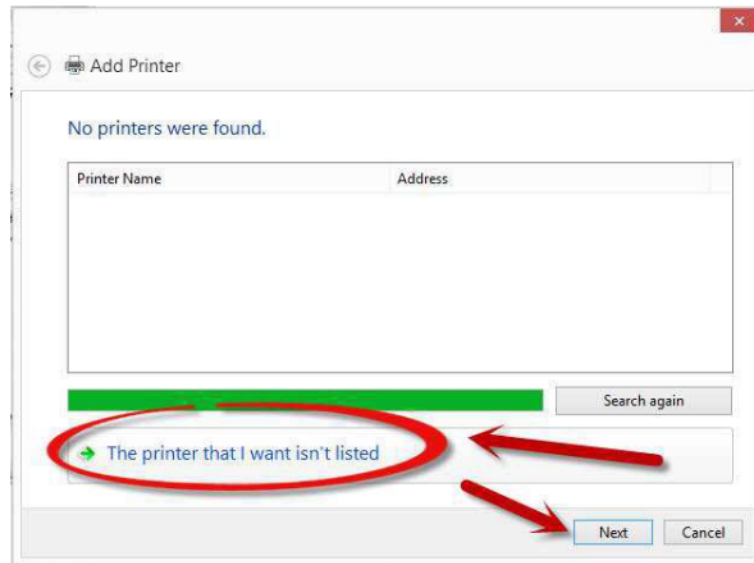 Add Printer
No printers were found.
Printer Name Address
Search again
The printer that I want isn't listed
Next Cancel